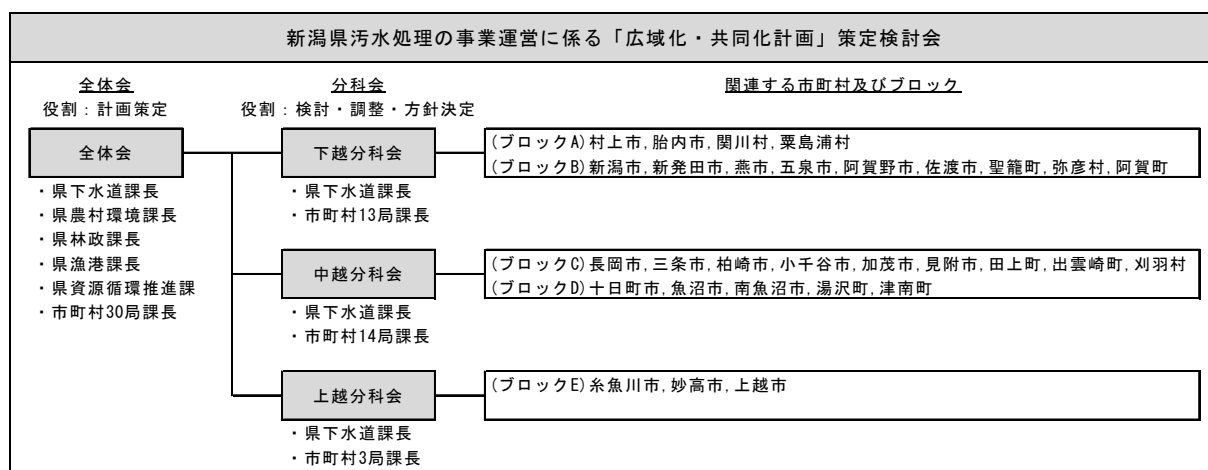 新潟県汚水処理の事業運営に係る「広域化・共同化計画」策定検討会
全体会
役割：計画策定
分科会
役割：検討・調整・方針決定
関連する市町村及びブロック
全体会
・県下水道課長
・県農村環境課長
・県林政課長
・県漁港課長
・県資源循環推進課
・市町村30局課長
下越分科会
・県下水道課長
・市町村13局課長
(ブロックA)村上市,胎内市,関川村,粟島浦村
(ブロックB)新潟市,新発田市,燕市,五泉市,阿賀野市,佐渡市,聖籠町,弥彦村,阿賀町
中越分科会
・県下水道課長
・市町村14局課長
(ブロックC)長岡市,三条市,柏崎市,小千谷市,加茂市,見附市,田上町,出雲崎町,刈羽村
(ブロックD)十日町市,魚沼市,南魚沼市,湯沢町,津南町
上越分科会
・県下水道課長
・市町村3局課長
(ブロックE)糸魚川市,妙高市,上越市